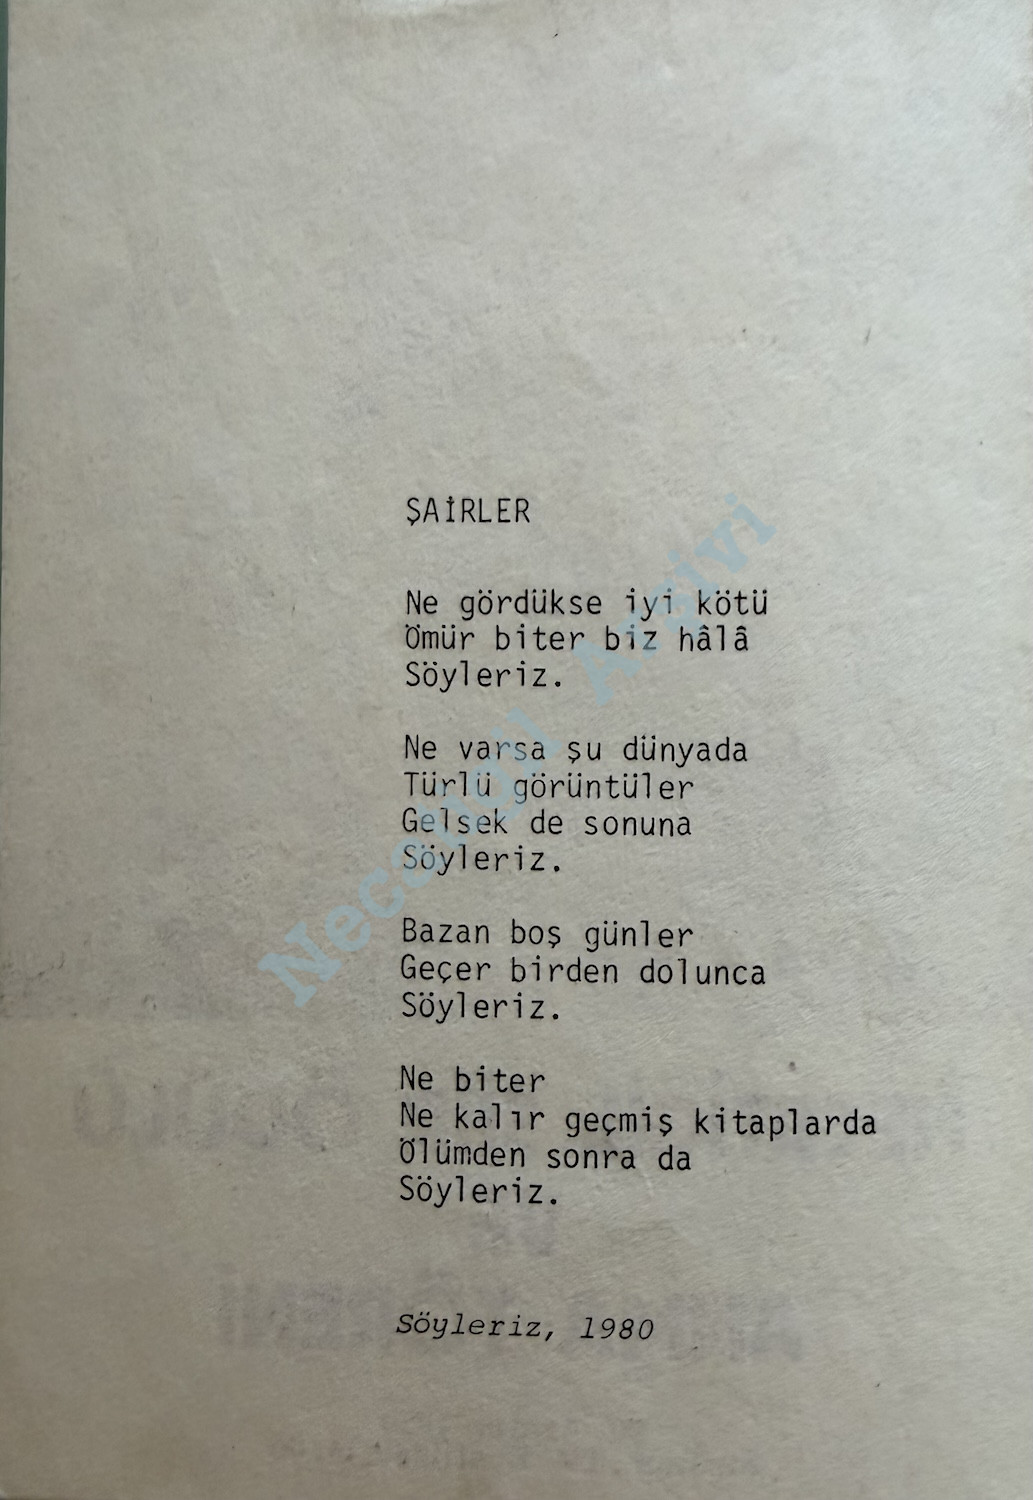 ŞAİRLER
Ne gördükse iyi kötü
Ömür biter biz hâlâ
Söyleriz.
Ne varsa şu dünyada
Türlü görüntüler
Gelsek de sonuna
Söyleriz.
Bazan boş günler
Geçer birden dolunca
Söyleriz.
Ne biter
Ne kalır geçmiş kitaplarda
Ölümden sonra da
Söyleriz.
Söyleriz, 1980
Necatigil Arşivi